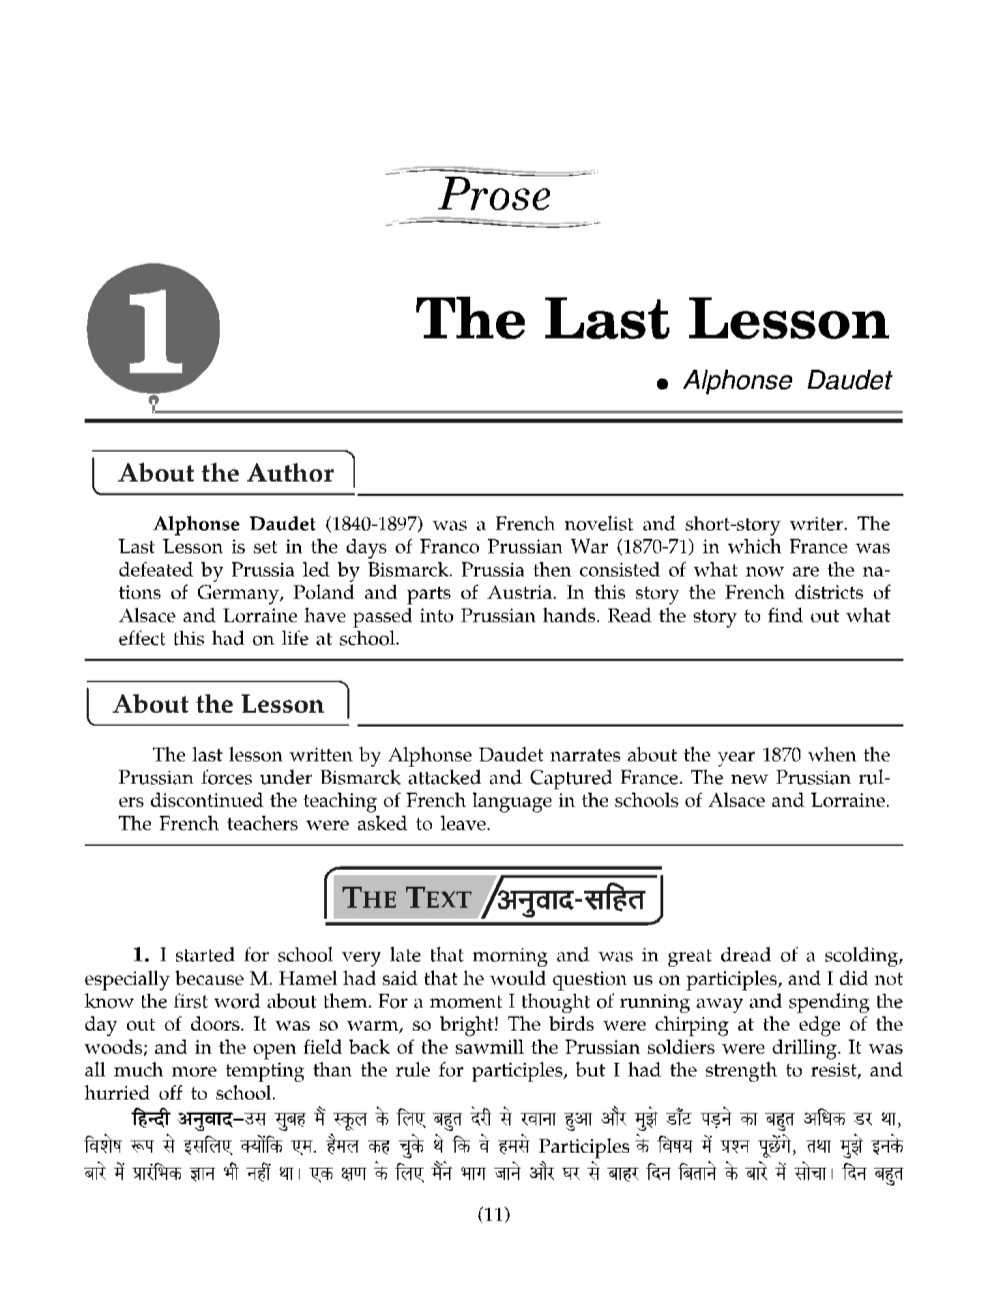 Prose
1
The Last Lesson
• Alphonse Daudet
About the Author
Alphonse Daudet (1840-1897) was a French novelist and short-story writer. The
Last Lesson is set in the days of Franco Prussian War (1870-71) in which France was
defeated by Prussia led by Bismarck. Prussia then consisted of what now are the na-
tions of Germany, Poland and parts of Austria. In this story the French districts of
Alsace and Lorraine have passed into Prussian hands. Read the story to find out what
effect this had on life at school.
About the Lesson
The last lesson written by Alphonse Daudet narrates about the year 1870 when the
Prussian forces under Bismarck attacked and Captured France. The new Prussian rul-
ers discontinued the teaching of French language in the schools of Alsace and Lorraine.
The French teachers were asked to leave.
THE TEXT /अनुवाद-सहित
1. I started for school very late that morning and was in great dread of a scolding,
especially because M. Hamel had said that he would question us on participles, and I did not
know the first word about them. For a moment I thought of running away and spending the
day out of doors. It was so warm, so bright! The birds were chirping at the edge of the
woods; and in the open field back of the sawmill the Prussian soldiers were drilling. It was
all much more tempting than the rule for participles, but I had the strength to resist, and
hurried off to school.
हिन्दी अनुवाद–उस सुबह मैं स्कूल के लिए बहुत देरी से रवाना हुआ और मुझे डाँट पड़ने का बहुत अधिक डर था,
विशेष रूप से इसलिए क्योंकि एम. हैमल कह चुके थे कि वे हमसे Participles के विषय में प्रश्न पूछेंगे, तथा मुझे इनके
बारे में प्रारंभिक ज्ञान भी नहीं था। एक क्षण के लिए मैंने भाग जाने और घर से बाहर दिन बिताने के बारे में सोचा। दिन बहुत
(11)